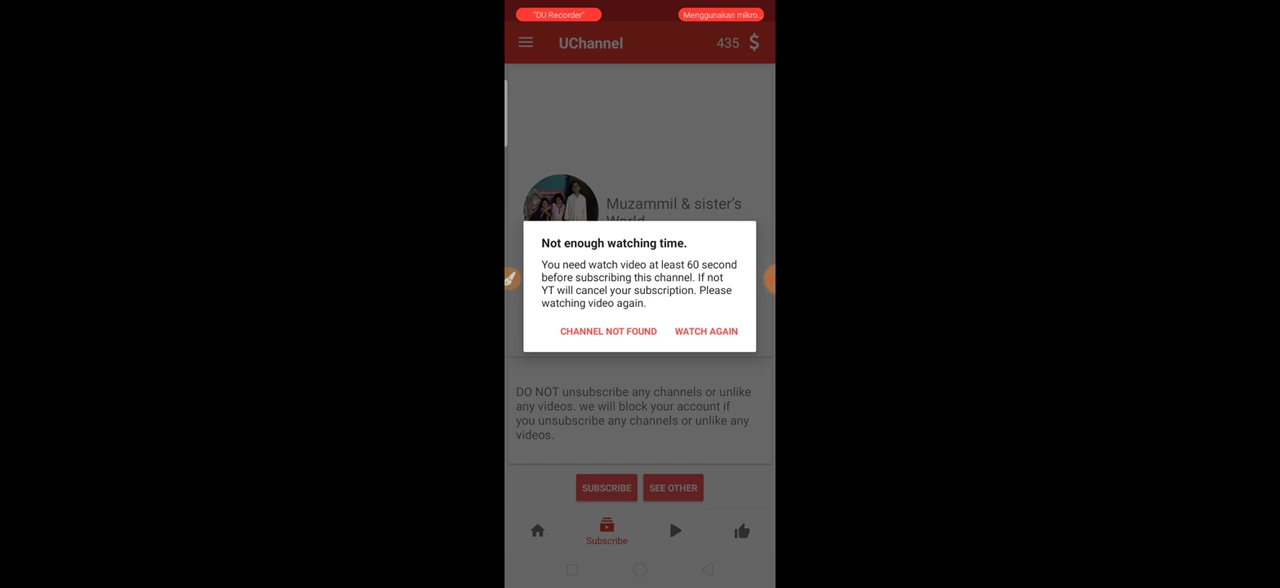 "DU Recorder"
Menggunakan mikro
UChannel
435 $
Muzammil & sister's
World
Not enough watching time.
You need watch video at least 60 second
before subscribing this channel. If not
YT will cancel your subscription. Please
watching video again.
CHANNEL NOT FOUND
WATCH AGAIN
DO NOT unsubscribe any channels or unlike
any videos. we will block your account if
you unsubscribe any channels or unlike any
videos.
SUBSCRIBE
SEE OTHER
Subscribe